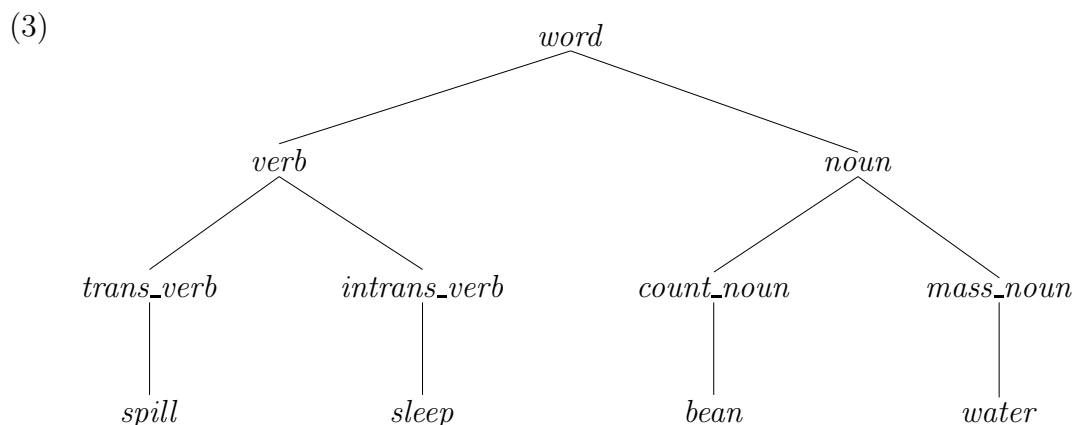 (3)
word
verb noun
trans_verb intrans_verb count_noun mass_noun
spill sleep bean water